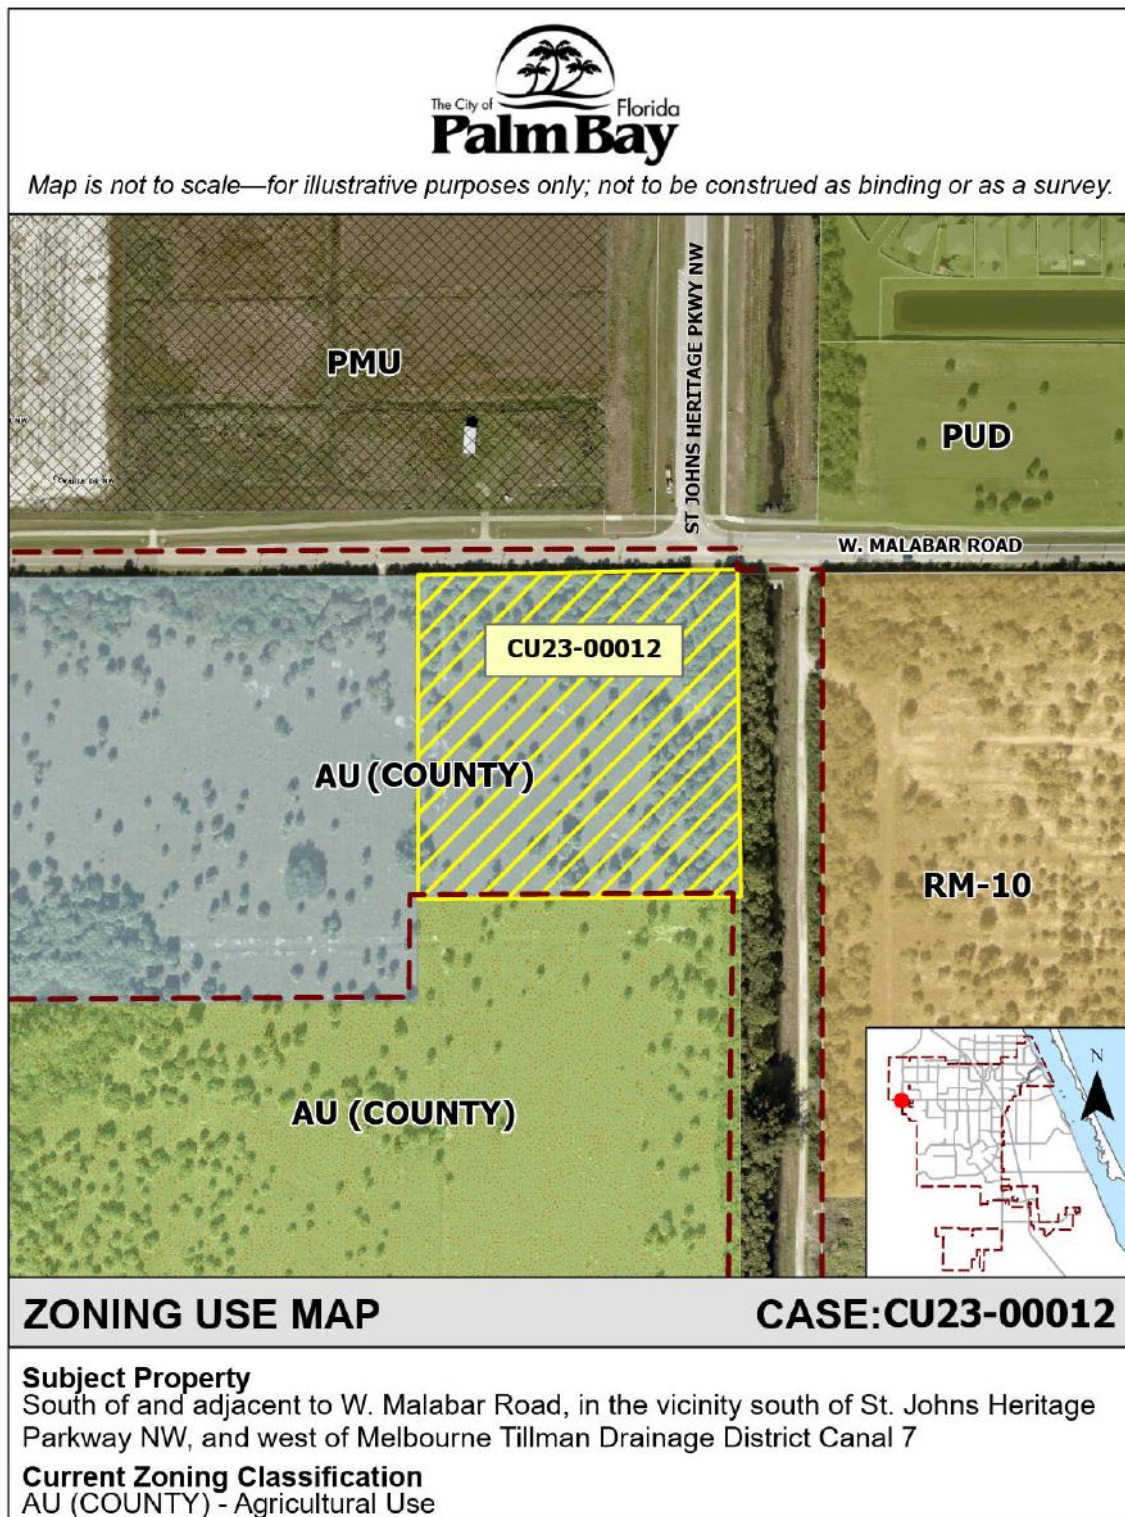 The City of Florida
Palm Bay
Map is not to scale—for illustrative purposes only; not to be construed as binding or as a survey.
ST JOHNS HERITAGE PKWY NW
PMU
PUD
NW
W. MALABAR ROAD
CU23-00012
AU (COUNTY)
RM-10
AU (COUNTY)
N
ZONING USE MAP CASE:CU23-00012
Subject Property
South of and adjacent to W. Malabar Road, in the vicinity south of St. Johns Heritage
Parkway NW, and west of Melbourne Tillman Drainage District Canal 7
Current Zoning Classification
AU (COUNTY) - Agricultural Use